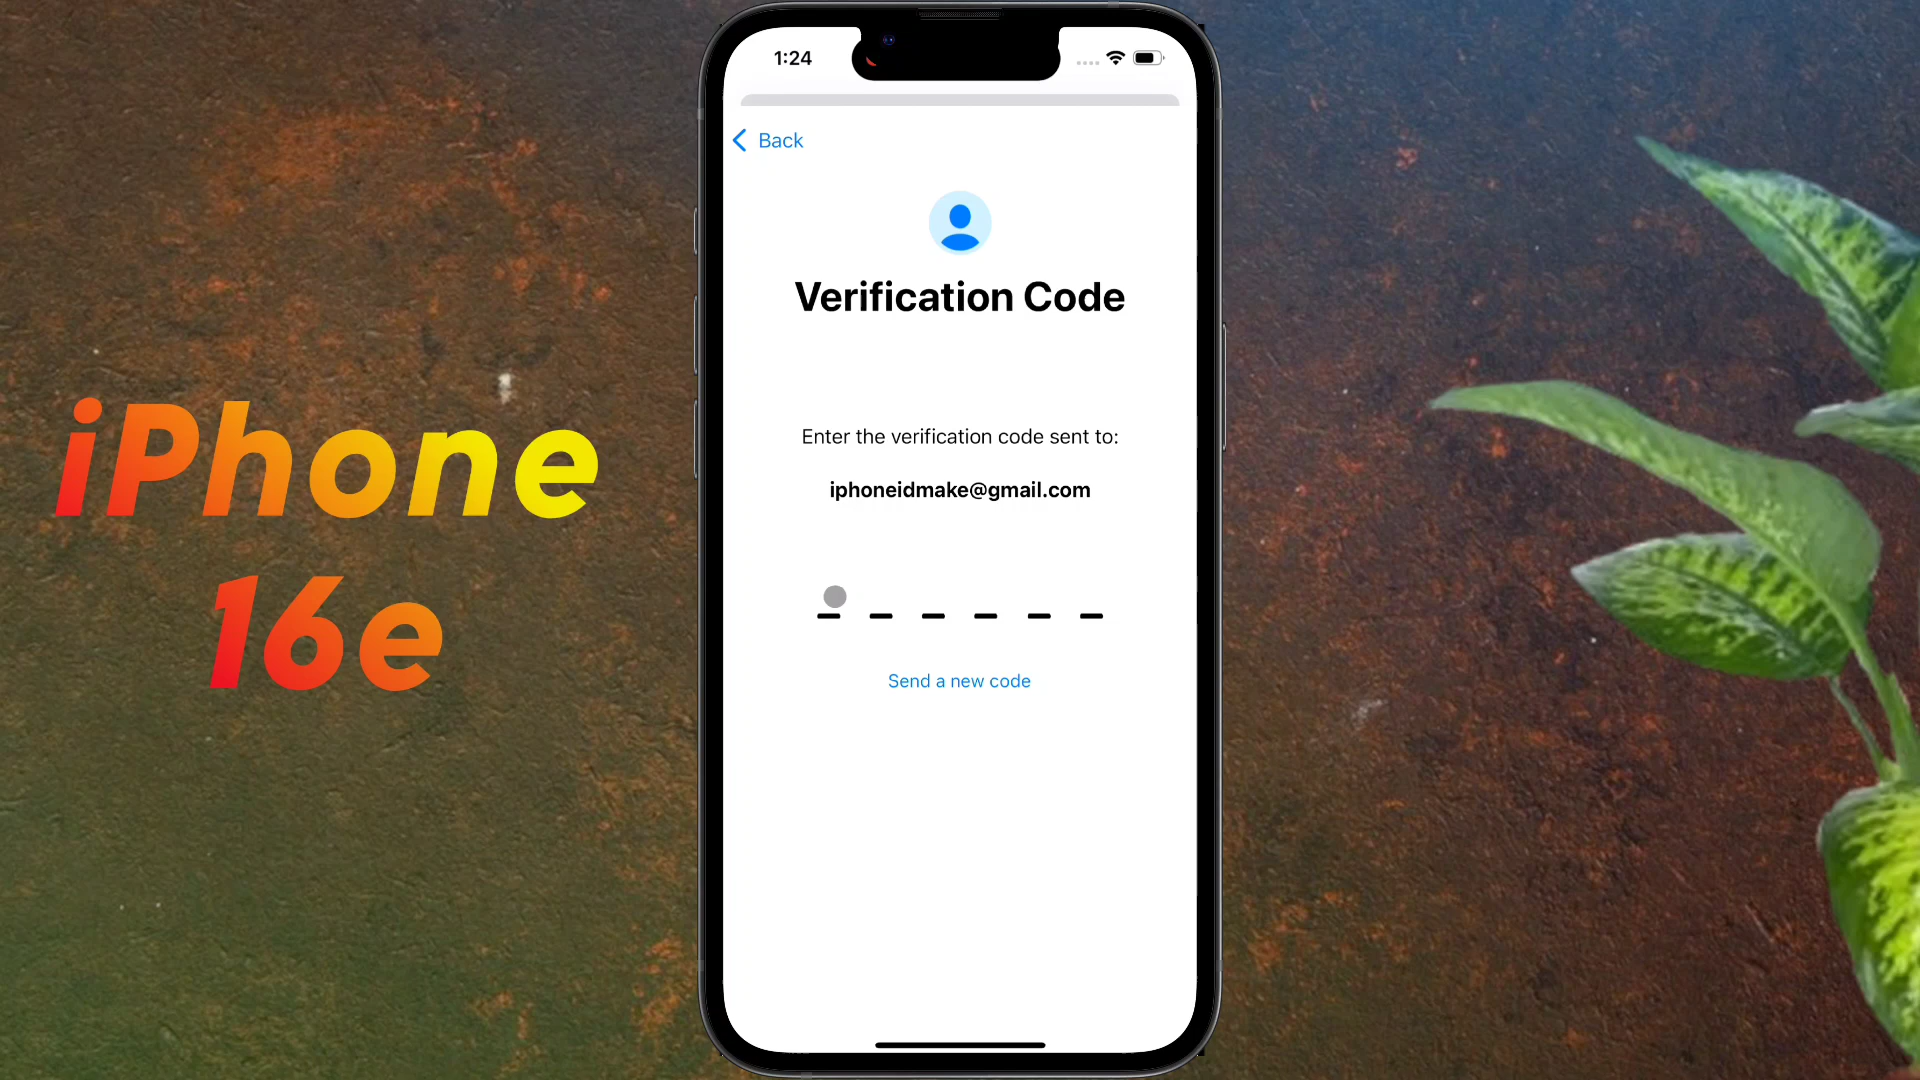 1:24
Back
Verification Code
Enter the verification code sent to:
iphoneidmake@gmail.com
Send a new code
iPhone
16e